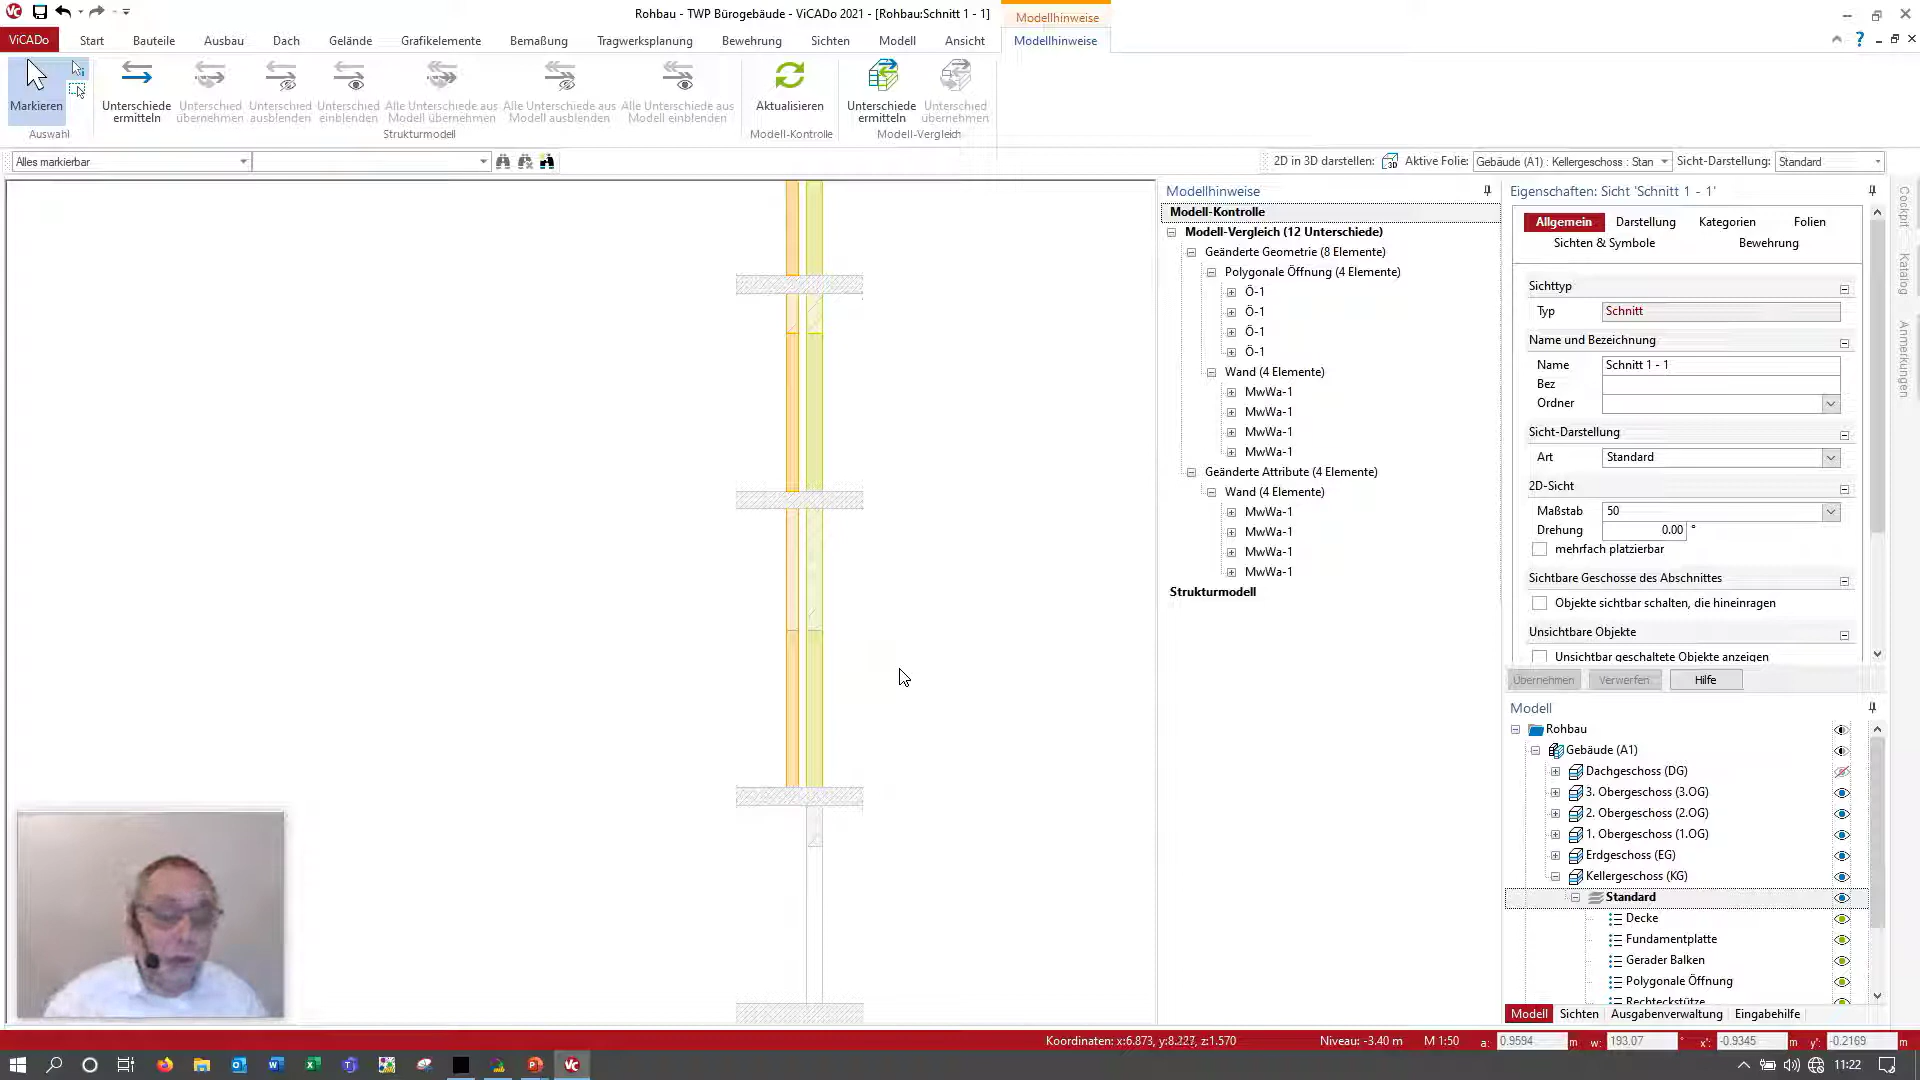 Rohbau - TWP Bürogebäude - ViCADo 2021 - [Rohbau:Schnitt 1 - 1]
Modellhinweise
ViCADo Start Bauteile Ausbau Dach Gelände Grafikelemente Bemaßung Tragwerksplanung Bewehrung Sichten Modell Ansicht Modellhinweise
Markieren
Auswahl
Unterschiede ermitteln
Unterschied übernehmen
Unterschied ausblenden
Unterschied einblenden
Alle Unterschiede aus Modell übernehmen
Alle Unterschiede aus Modell ausblenden
Alle Unterschiede aus Modell einblenden
Strukturmodell
Aktualisieren
Modell-Kontrolle
Unterschiede ermitteln
Unterschied übernehmen
Modell-Vergleich
Alles markierbar
2D in 3D darstellen: Aktive Folie: Gebäude (A1) : Kellergeschoss : Stan Sicht-Darstellung: Standard
Modellhinweise
Modell-Kontrolle
Modell-Vergleich (12 Unterschiede)
Geänderte Geometrie (8 Elemente)
Polygonale Öffnung (4 Elemente)
Ö-1
Ö-1
Ö-1
Ö-1
Wand (4 Elemente)
MwWa-1
MwWa-1
MwWa-1
MwWa-1
Geänderte Attribute (4 Elemente)
Wand (4 Elemente)
MwWa-1
MwWa-1
MwWa-1
MwWa-1
Strukturmodell
Eigenschaften: Sicht 'Schnitt 1 - 1'
Allgemein Darstellung Kategorien Folien
Sichten & Symbole Bewehrung
Sichttyp
Typ Schnitt
Name und Bezeichnung
Name Schnitt 1 - 1
Bez
Ordner
Sicht-Darstellung
Art Standard
2D-Sicht
Maßstab 50
Drehung 0.00 °
mehrfach platzierbar
Sichtbare Geschosse des Abschnittes
Objekte sichtbar schalten, die hineinragen
Unsichtbare Objekte
Unsichtbar geschaltete Objekte anzeigen
Übernehmen Verwerfen Hilfe
Modell
Rohbau
Gebäude (A1)
Dachgeschoss (DG)
3. Obergeschoss (3.OG)
2. Obergeschoss (2.OG)
1. Obergeschoss (1.OG)
Erdgeschoss (EG)
Kellergeschoss (KG)
Standard
Decke
Fundamentplatte
Gerader Balken
Polygonale Öffnung
Rechteckstütze
Modell Sichten Ausgabenverwaltung Eingabehilfe
Cockpit
Katalog
Anmerkungen
Koordinaten: x:6.873, y:8.227, z:1.570 Niveau: -3.40 m M 1:50 a: 0.9594 m w: 193.07 ° x': -0.9345 m y': -0.2169 m
11:22